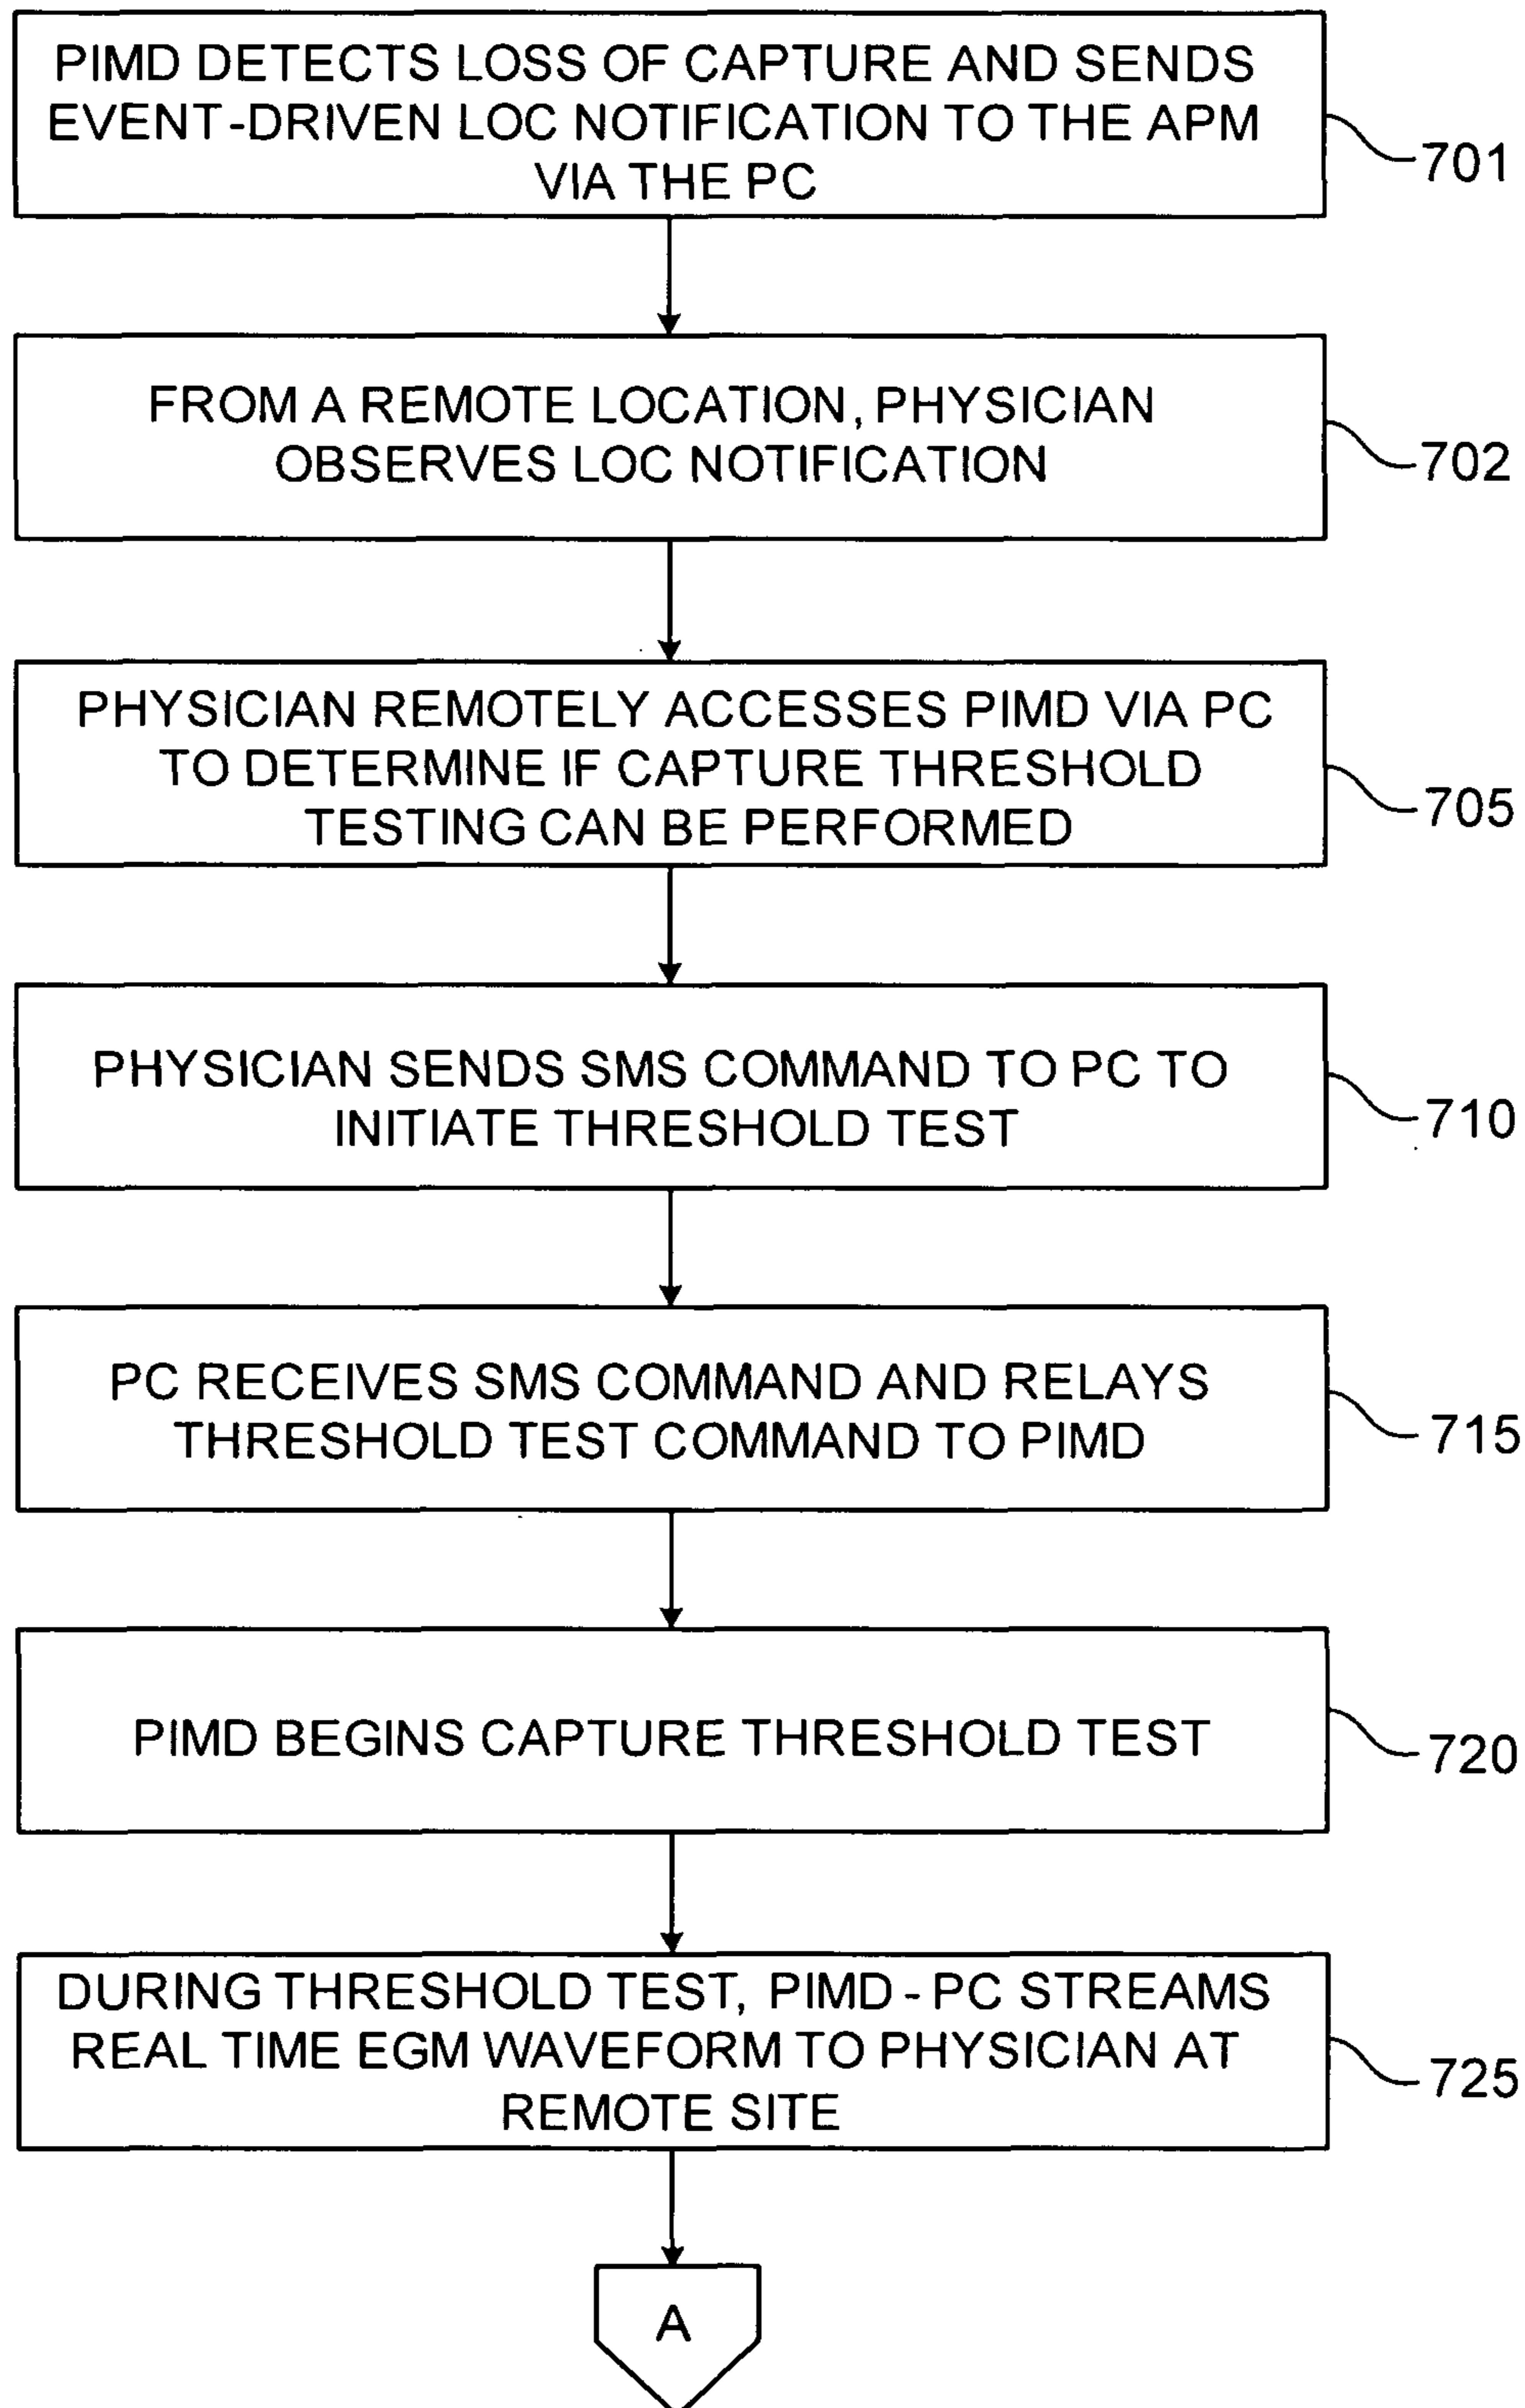 PIMD DETECTS LOSS OF CAPTURE AND SENDS
EVENT-DRIVEN LOC NOTIFICATION TO THE APM
VIA THE PC
701
FROM A REMOTE LOCATION, PHYSICIAN
OBSERVES LOC NOTIFICATION
702
PHYSICIAN REMOTELY ACCESSES PIMD VIA PC
TO DETERMINE IF CAPTURE THRESHOLD
TESTING CAN BE PERFORMED
705
PHYSICIAN SENDS SMS COMMAND TO PC TO
INITIATE THRESHOLD TEST
710
PC RECEIVES SMS COMMAND AND RELAYS
THRESHOLD TEST COMMAND TO PIMD
715
PIMD BEGINS CAPTURE THRESHOLD TEST
720
DURING THRESHOLD TEST, PIMD - PC STREAMS
REAL TIME EGM WAVEFORM TO PHYSICIAN AT
REMOTE SITE
725
A